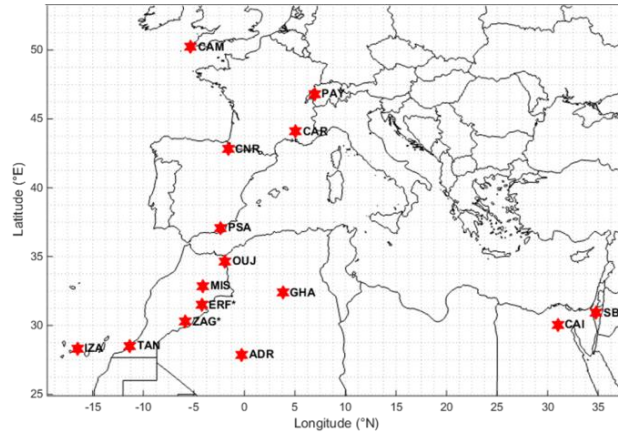 50
CAM
PAY
45
CAR
CNR
Latitude (°E)
40
PSA
35
OUJ
MIS
GHA
ERF*
ZAG*
SB
30
CAI
IZA
TAN
ADR
25
-15
-10
-5
0
5
10
15
20
25
30
35
Longitude (°N)